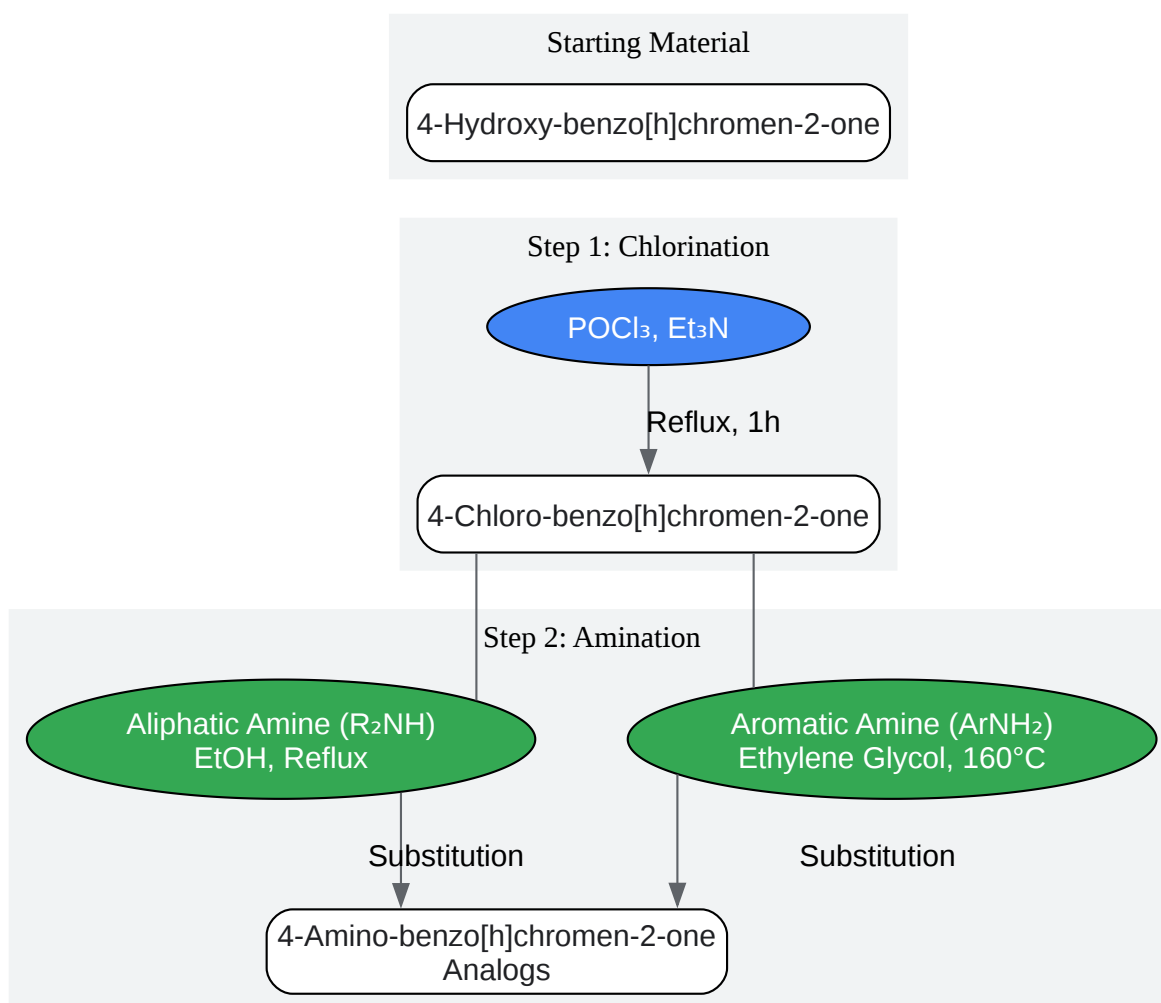 Starting Material
4-Hydroxy-benzo[h]chromen-2-one
Step 1: Chlorination
POCl₃, Et₃N
Reflux, 1h
4-Chloro-benzo[h]chromen-2-one
Step 2: Amination
Aliphatic Amine (R₂NH)
EtOH, Reflux
Aromatic Amine (ArNH₂)
Ethylene Glycol, 160°C
Substitution
Substitution
4-Amino-benzo[h]chromen-2-one
Analogs